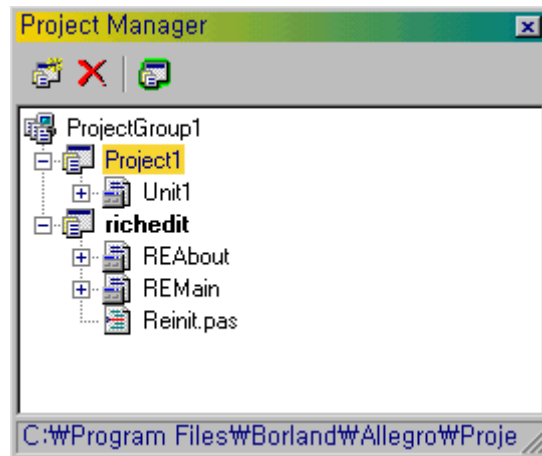 Project Manager
ProjectGroup1
Project1
Unit1
richedit
REAbout
REMain
Reinit.pas
C:₩Program Files₩Borland₩Allegro₩Proje